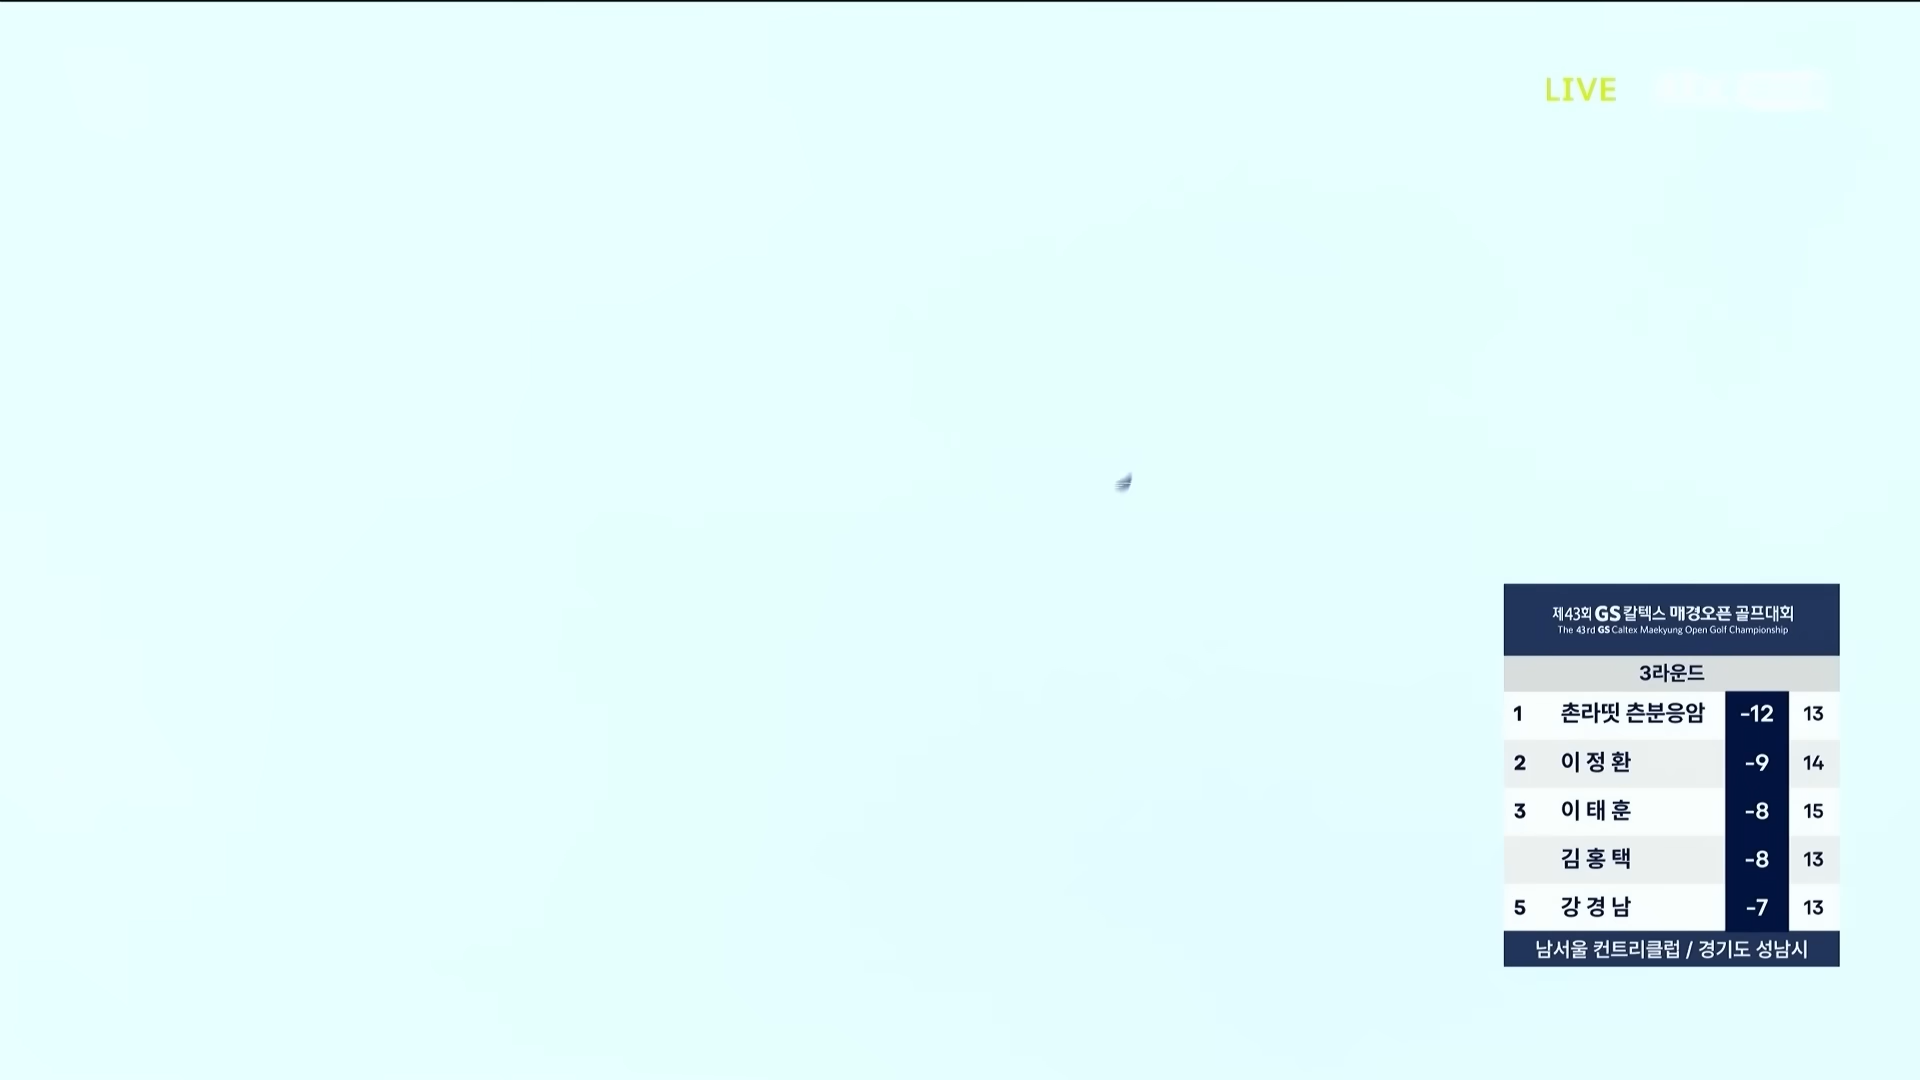 LIVE
제43회 GS칼텍스 매경오픈 골프대회
The 43rd GS Caltex Maekyung Open Golf Championship
3라운드
1 촌라띳 츤분응암 -12 13
2 이정환 -9 14
3 이태훈 -8 15
김홍택 -8 13
5 강경남 -7 13
남서울 컨트리클럽 / 경기도 성남시